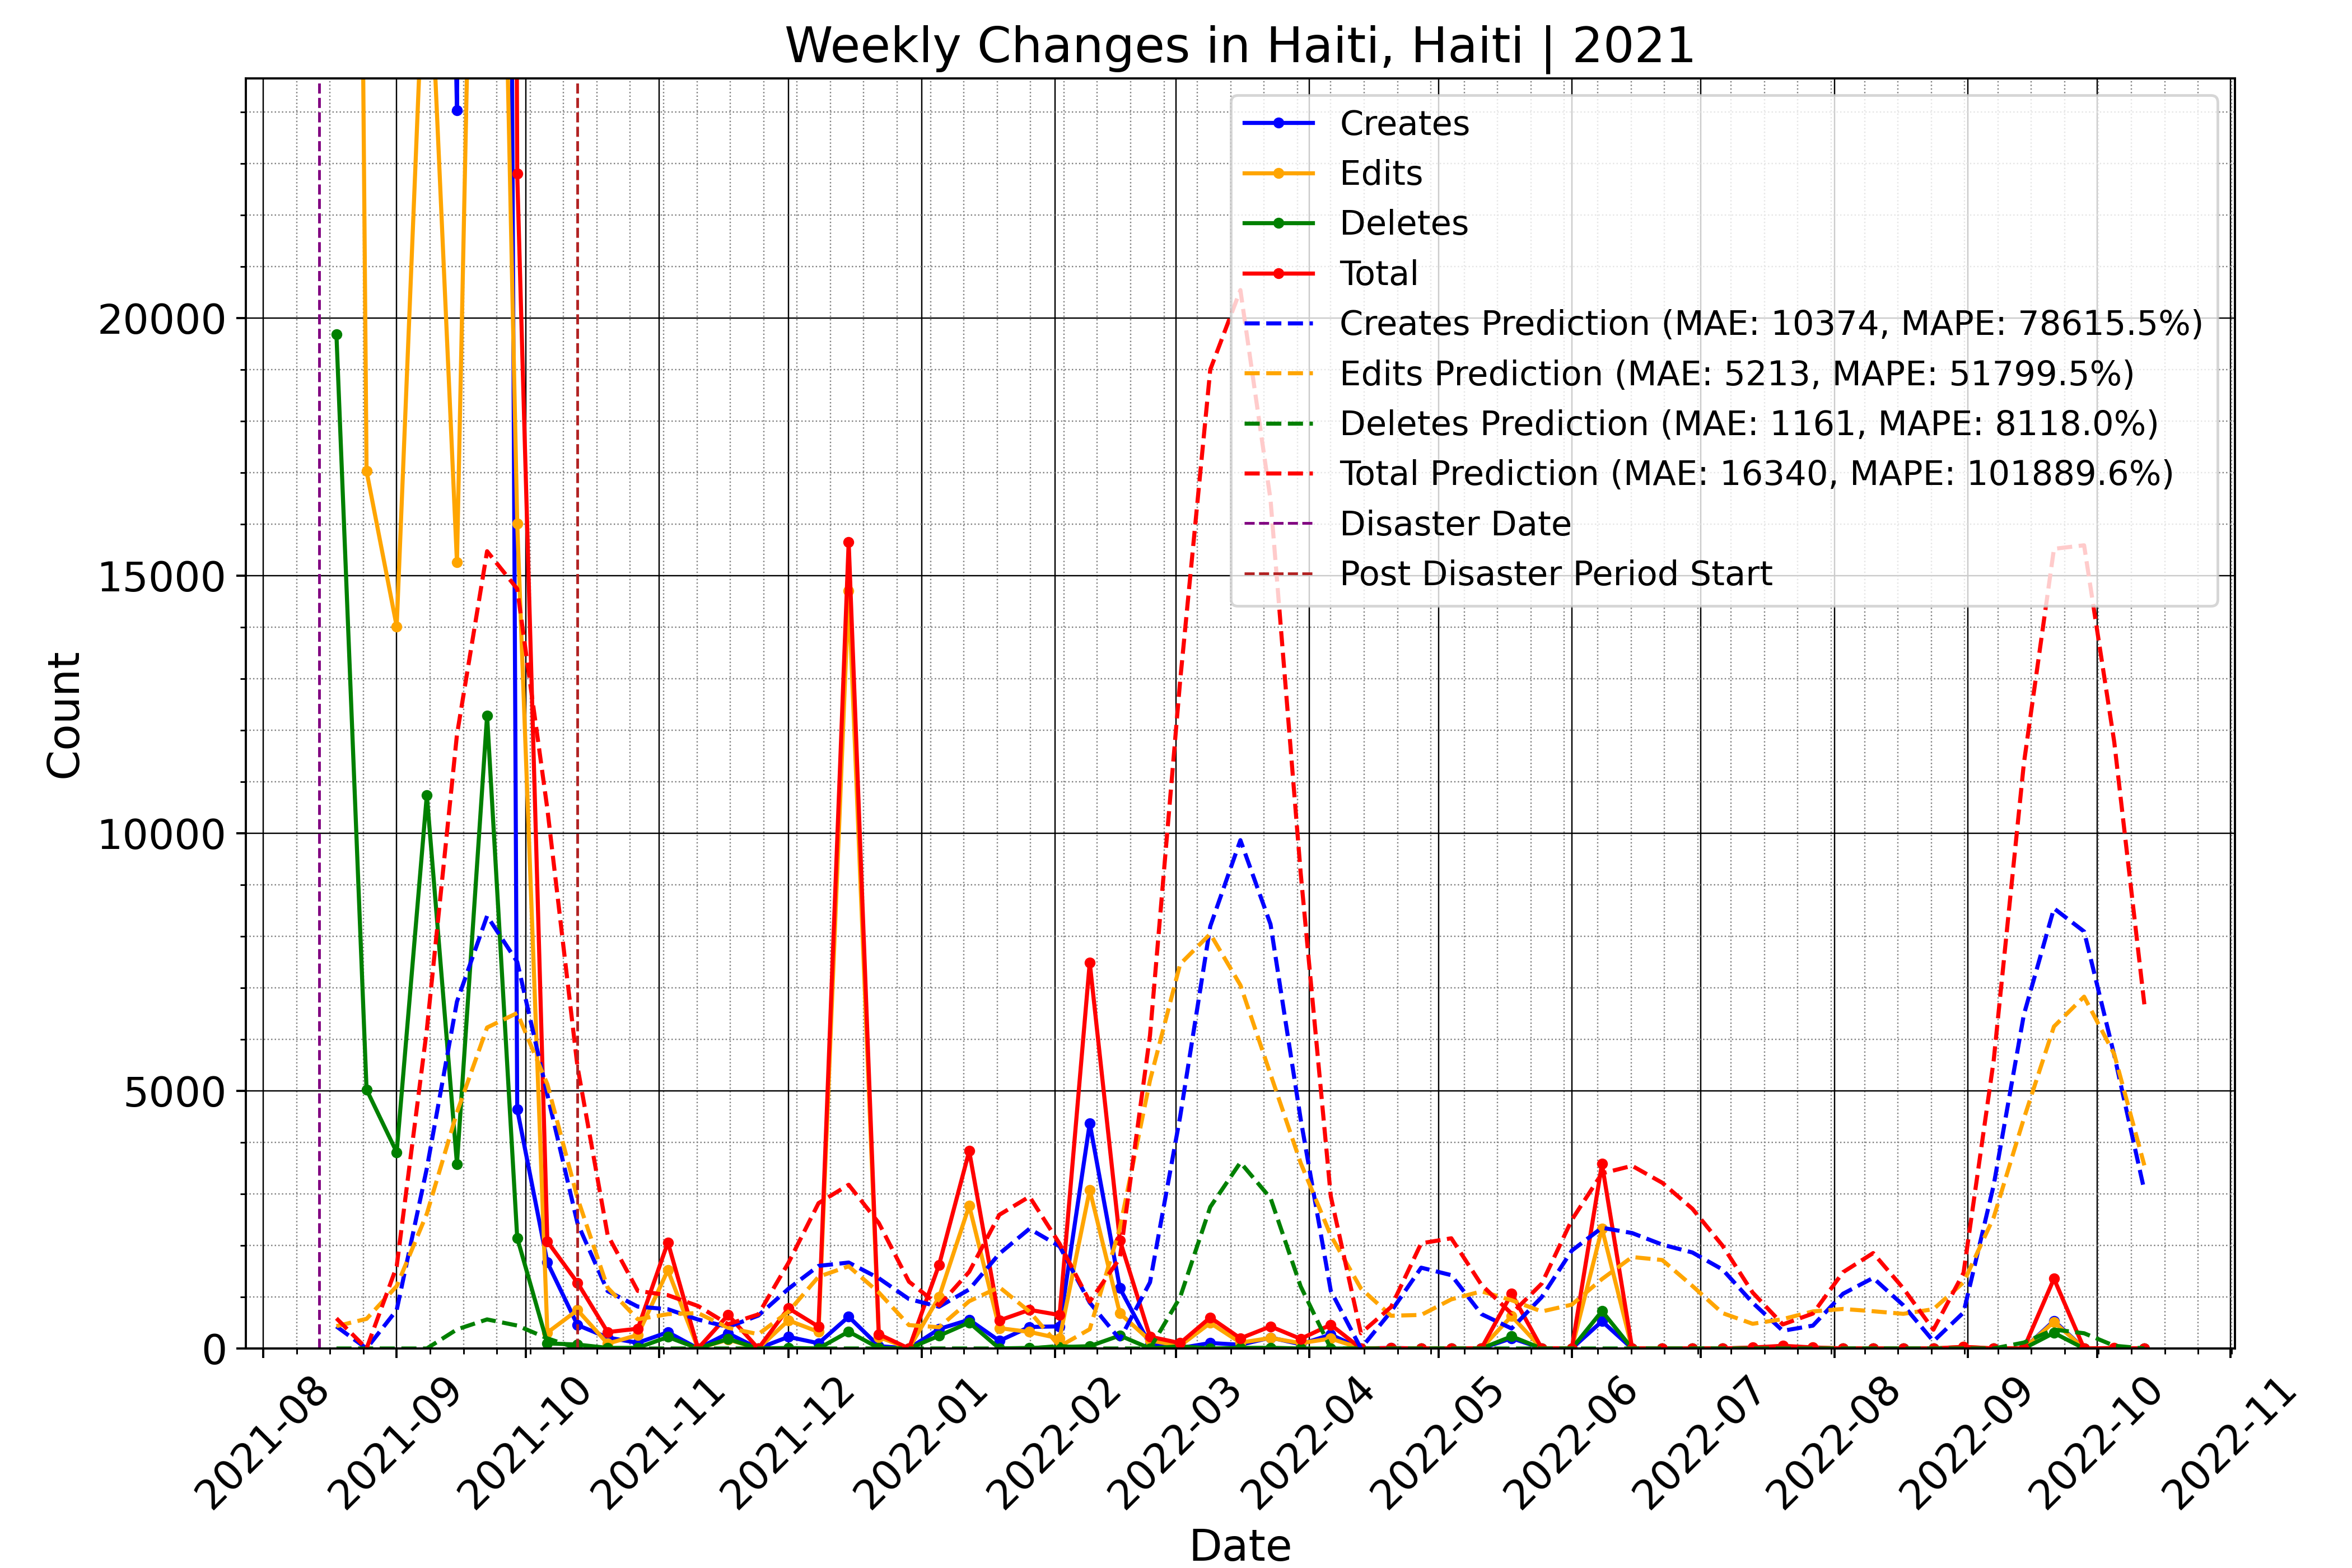 Weekly Changes in Haiti, Haiti | 2021
Creates
Edits
Deletes
Total
Creates Prediction (MAE: 10374, MAPE: 78615.5%)
Edits Prediction (MAE: 5213, MAPE: 51799.5%)
Deletes Prediction (MAE: 1161, MAPE: 8118.0%)
Total Prediction (MAE: 16340, MAPE: 101889.6%)
Disaster Date
Post Disaster Period Start
Count
20000
15000
10000
5000
0
2021-08
2021-09
2021-10
2021-11
2021-12
2022-01
2022-02
2022-03
2022-04
2022-05
2022-06
2022-07
2022-08
2022-09
2022-10
2022-11
Date